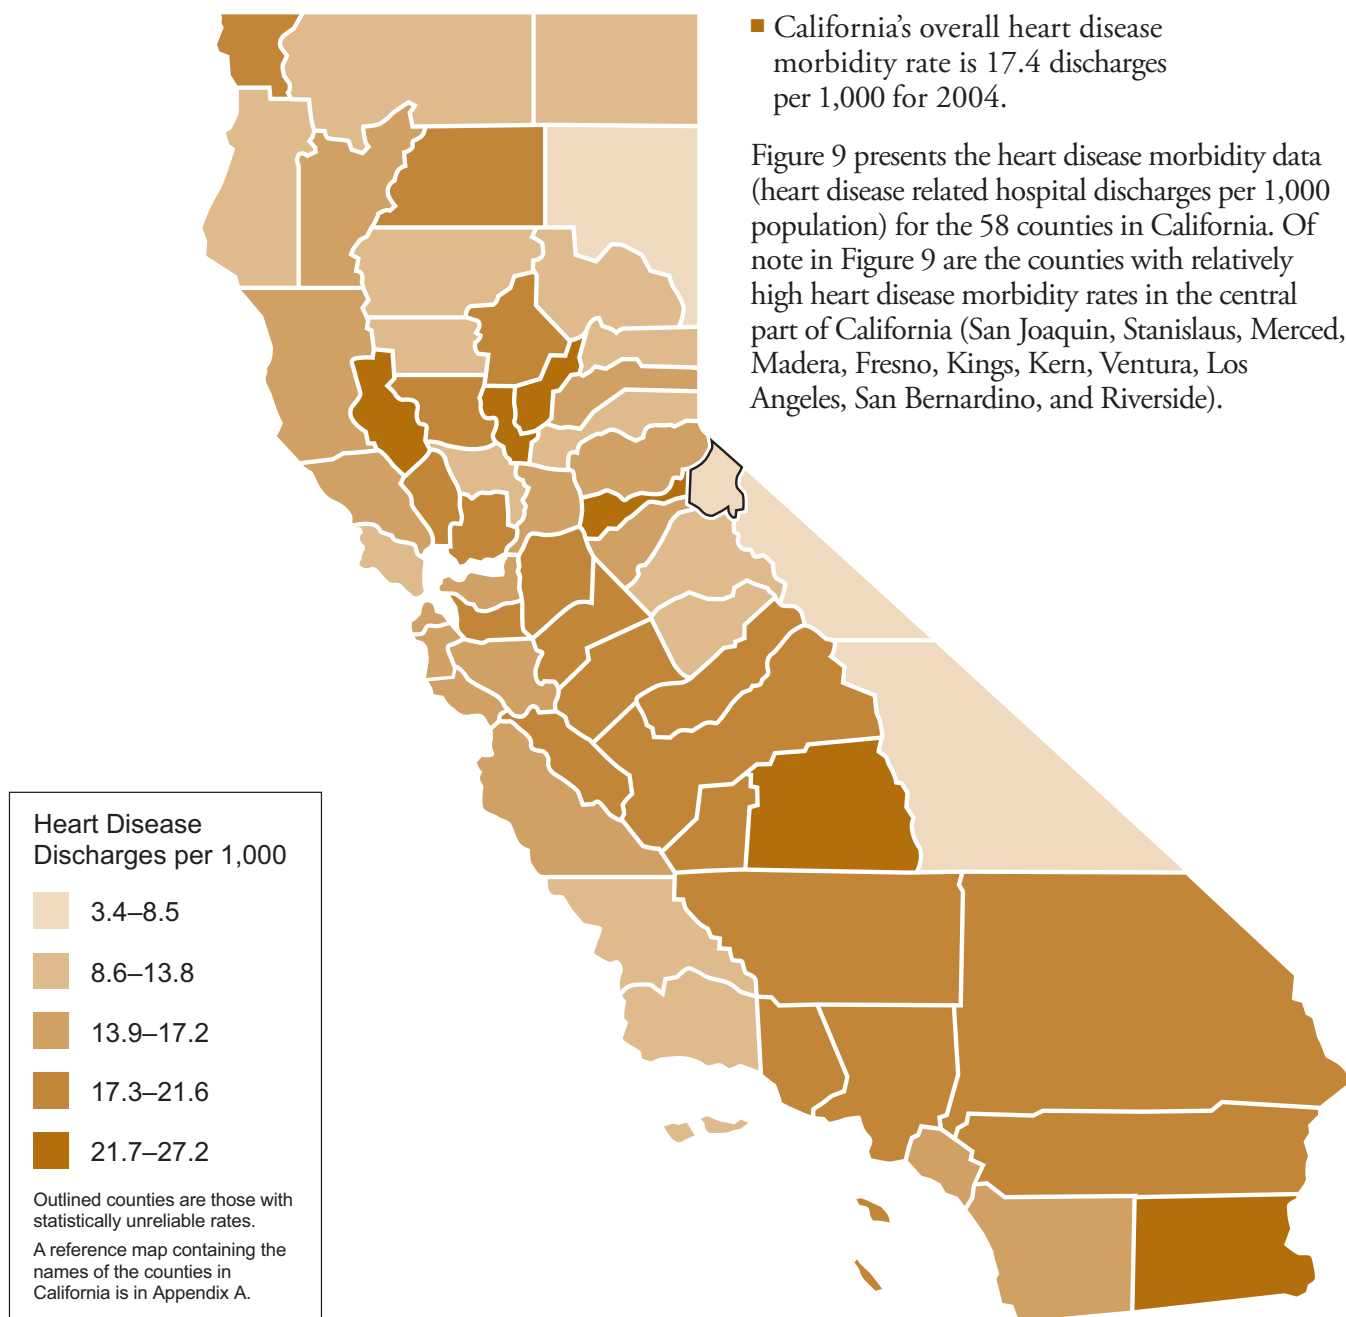 ■ California’s overall heart disease
morbidity rate is 17.4 discharges
per 1,000 for 2004.
Figure 9 presents the heart disease morbidity data
(heart disease related hospital discharges per 1,000
population) for the 58 counties in California. Of
note in Figure 9 are the counties with relatively
high heart disease morbidity rates in the central
part of California (San Joaquin, Stanislaus, Merced,
Madera, Fresno, Kings, Kern, Ventura, Los
Angeles, San Bernardino, and Riverside).
Heart Disease
Discharges per 1,000
3.4–8.5
8.6–13.8
13.9–17.2
17.3–21.6
21.7–27.2
Outlined counties are those with
statistically unreliable rates.
A reference map containing the
names of the counties in
California is in Appendix A.